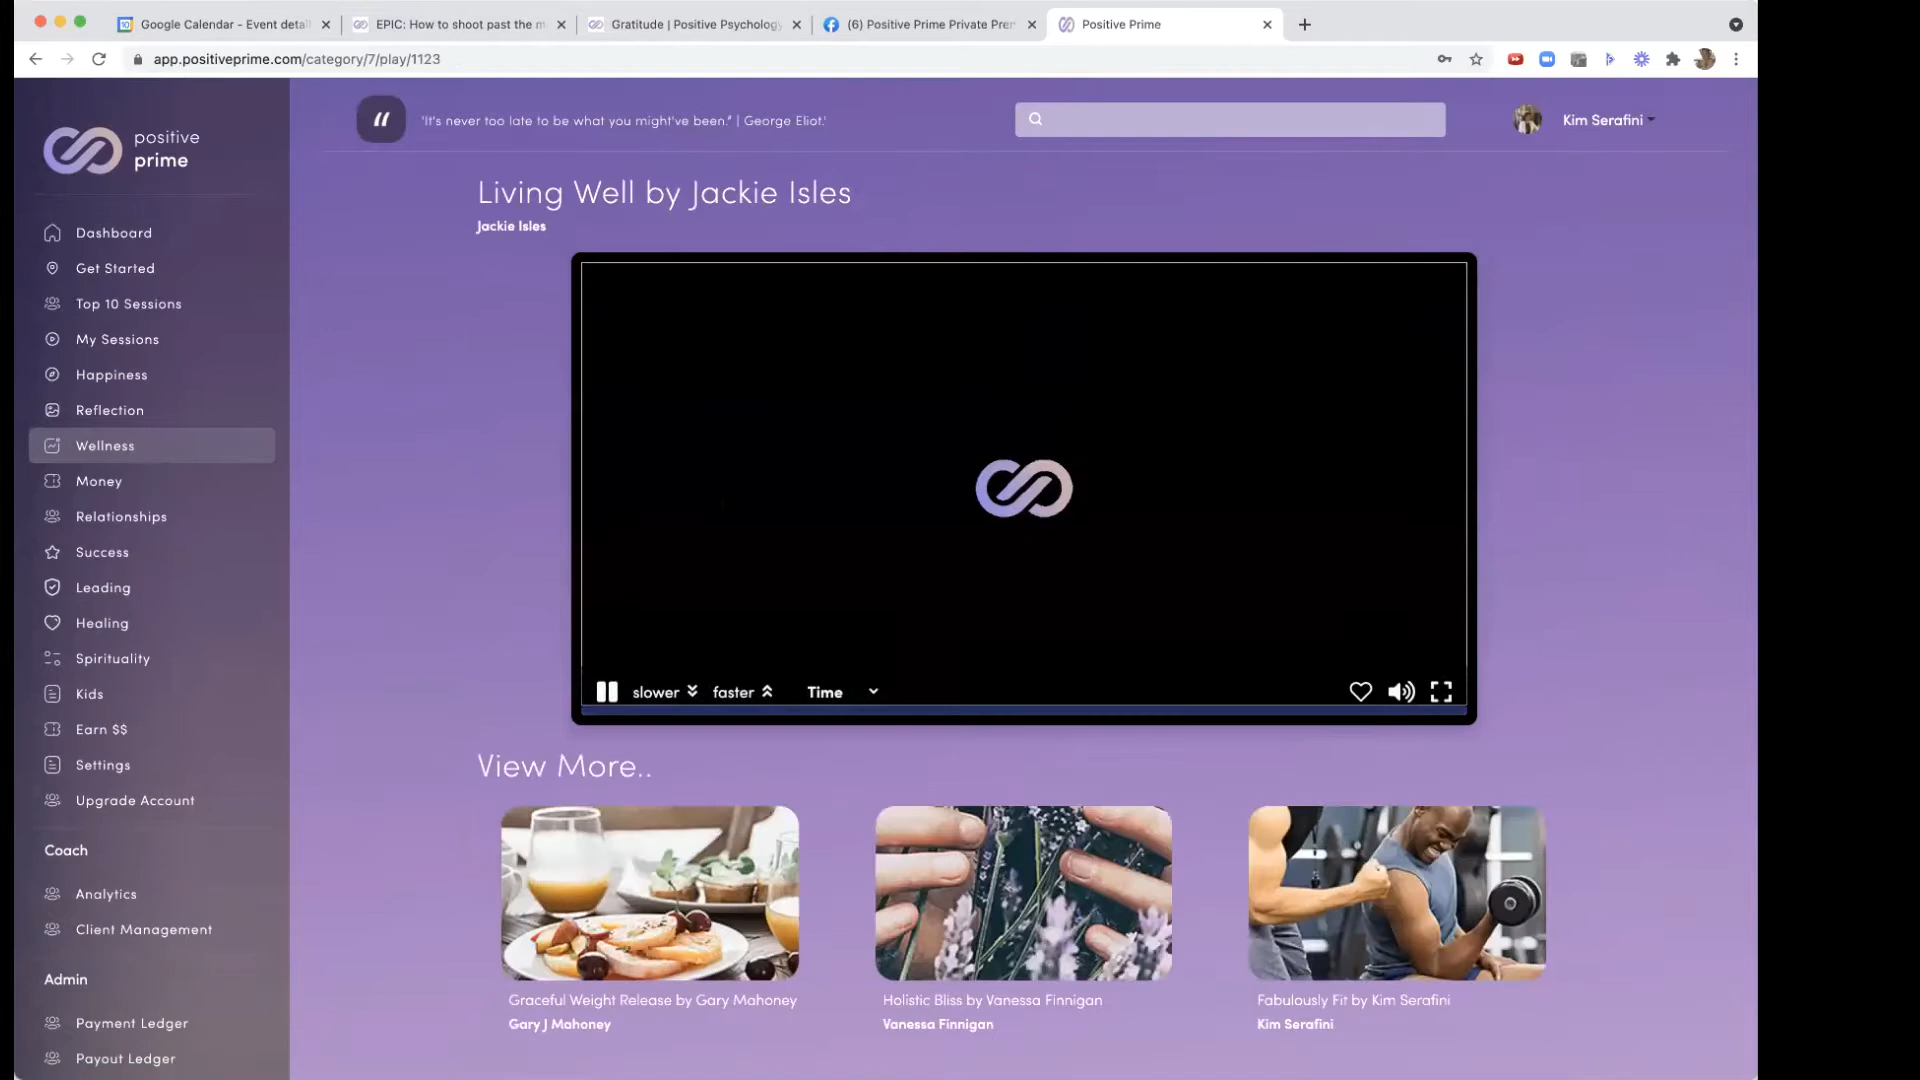 Google Calendar - Event detail
EPIC: How to shoot past the m
Gratitude | Positive Psychology
(6) Positive Prime Private Prem
Positive Prime
app.positiveprime.com/category/7/play/1123
positive
prime
'It's never too late to be what you might've been.” | George Eliot.'
Kim Serafini
Dashboard
Get Started
Top 10 Sessions
My Sessions
Happiness
Reflection
Wellness
Money
Relationships
Success
Leading
Healing
Spirituality
Kids
Earn $$
Settings
Upgrade Account
Coach
Analytics
Client Management
Admin
Payment Ledger
Payout Ledger
Living Well by Jackie Isles
Jackie Isles
slower faster Time
View More..
Graceful Weight Release by Gary Mahoney
Gary J Mahoney
Holistic Bliss by Vanessa Finnigan
Vanessa Finnigan
Fabulously Fit by Kim Serafini
Kim Serafini